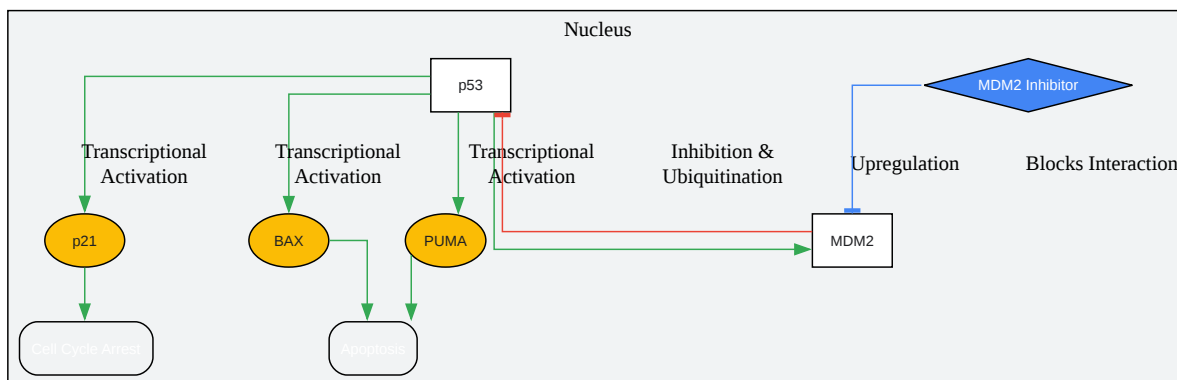 Nucleus
p53
MDM2 Inhibitor
Transcriptional
Activation
Transcriptional
Activation
Transcriptional
Activation
Inhibition &
Ubiquitination
Upregulation
Blocks Interaction
p21
BAX
PUMA
MDM2
Cell Cycle Arrest
Apoptosis